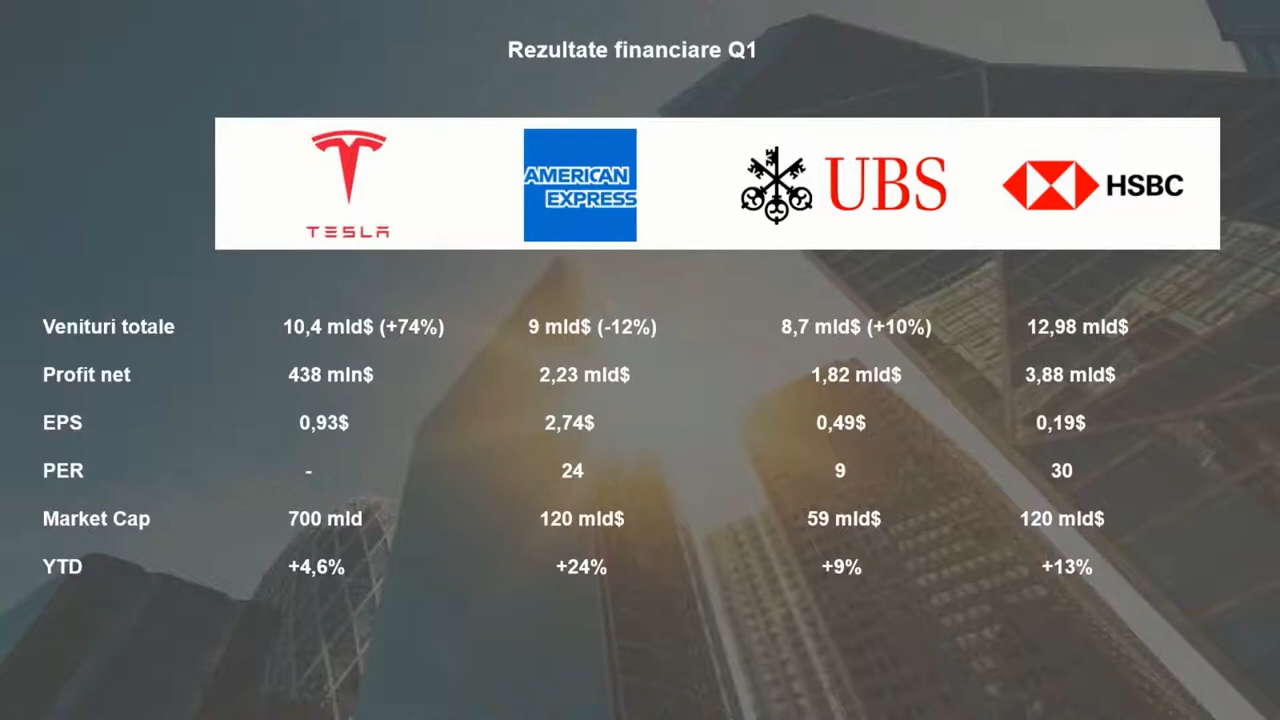 Rezultate financiare Q1
TESLA AMERICAN EXPRESS UBS HSBC
Venituri totale 10,4 mld$ (+74%) 9 mld$ (-12%) 8,7 mld$ (+10%) 12,98 mld$
Profit net 438 mln$ 2,23 mld$ 1,82 mld$ 3,88 mld$
EPS 0,93$ 2,74$ 0,49$ 0,19$
PER - 24 9 30
Market Cap 700 mld 120 mld$ 59 mld$ 120 mld$
YTD +4,6% +24% +9% +13%